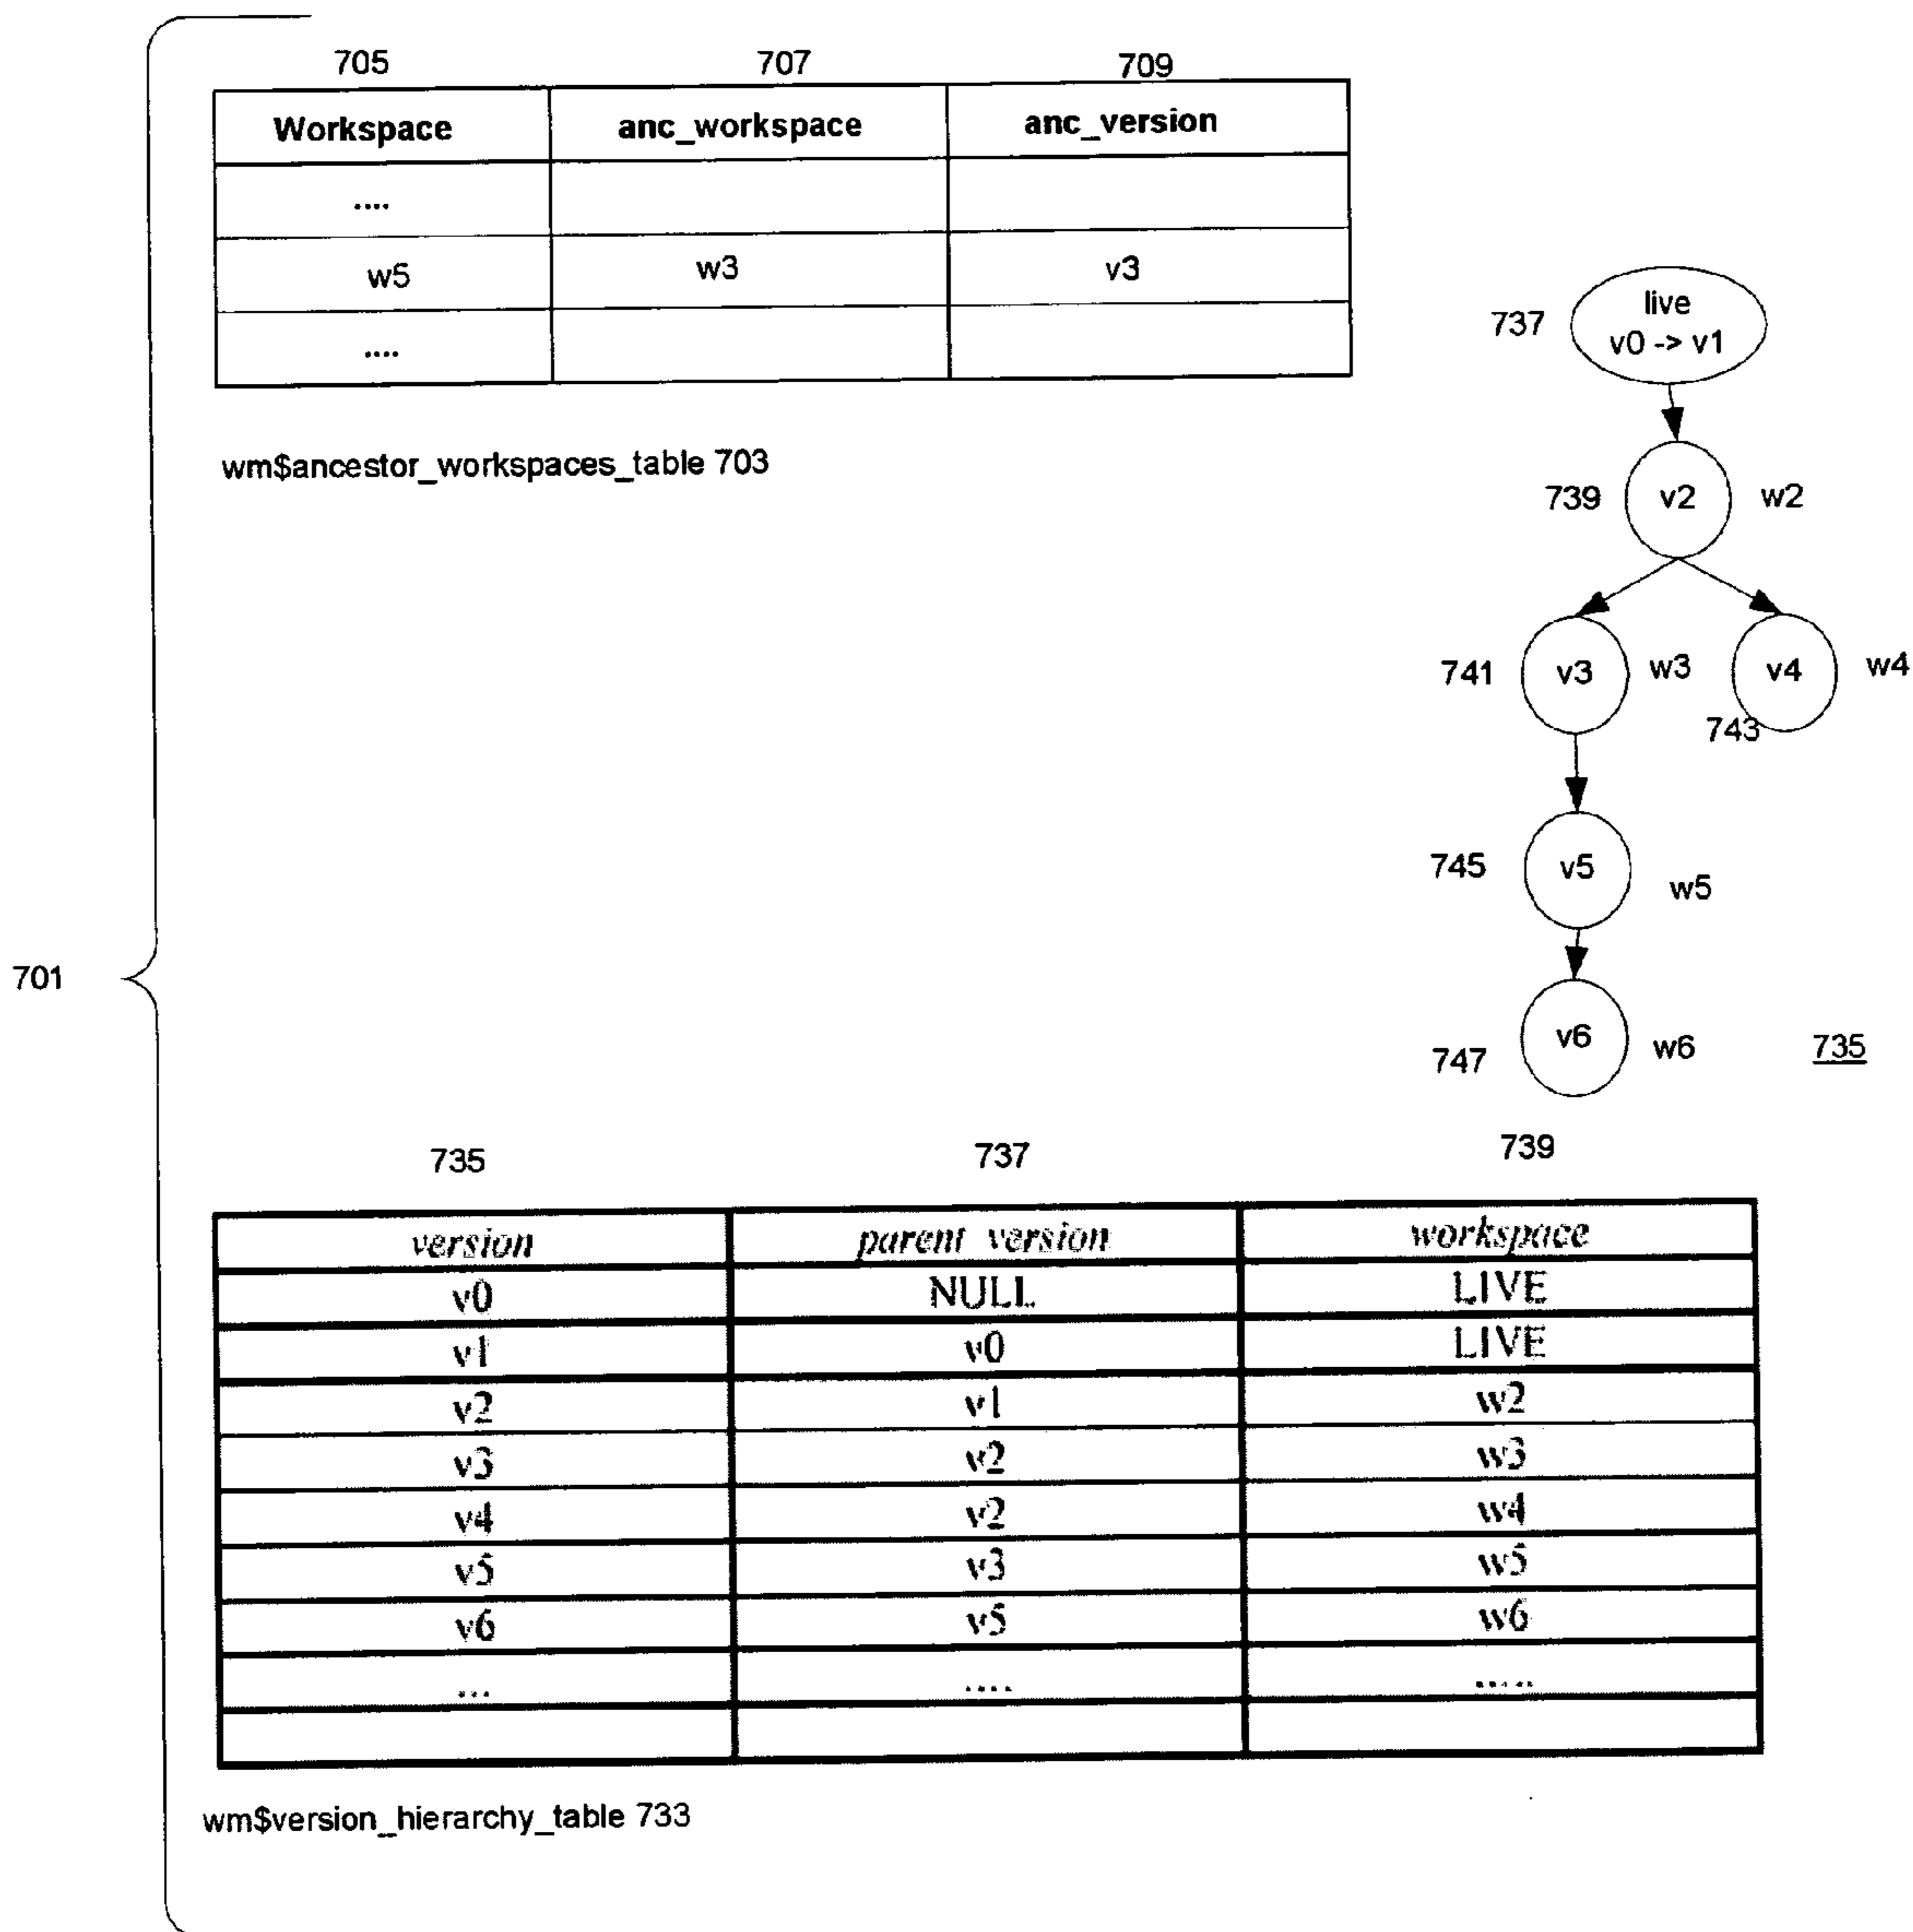 705 707 709
Workspace anc_workspace anc_version
....
w5 w3 v3
....
wm$ancestor_workspaces_table 703
737 live
v0 -> v1
739 v2 w2
741 v3 w3 v4 w4
743
745 v5 w5
701
747 v6 w6 735
735 737 739
version parent version workspace
v0 NULL LIVE
v1 v0 LIVE
v2 v1 w2
v3 v2 w3
v4 v2 w4
v5 v3 w5
v6 v5 w6
... .... .....
wm$version_hierarchy_table 733